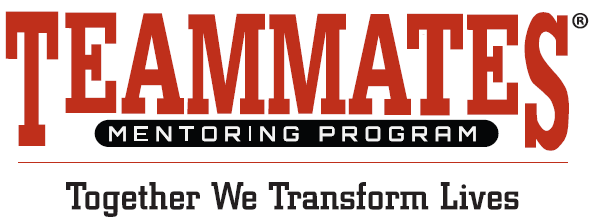 TEAMMATES®
MENTORING PROGRAM
Together We Transform Lives